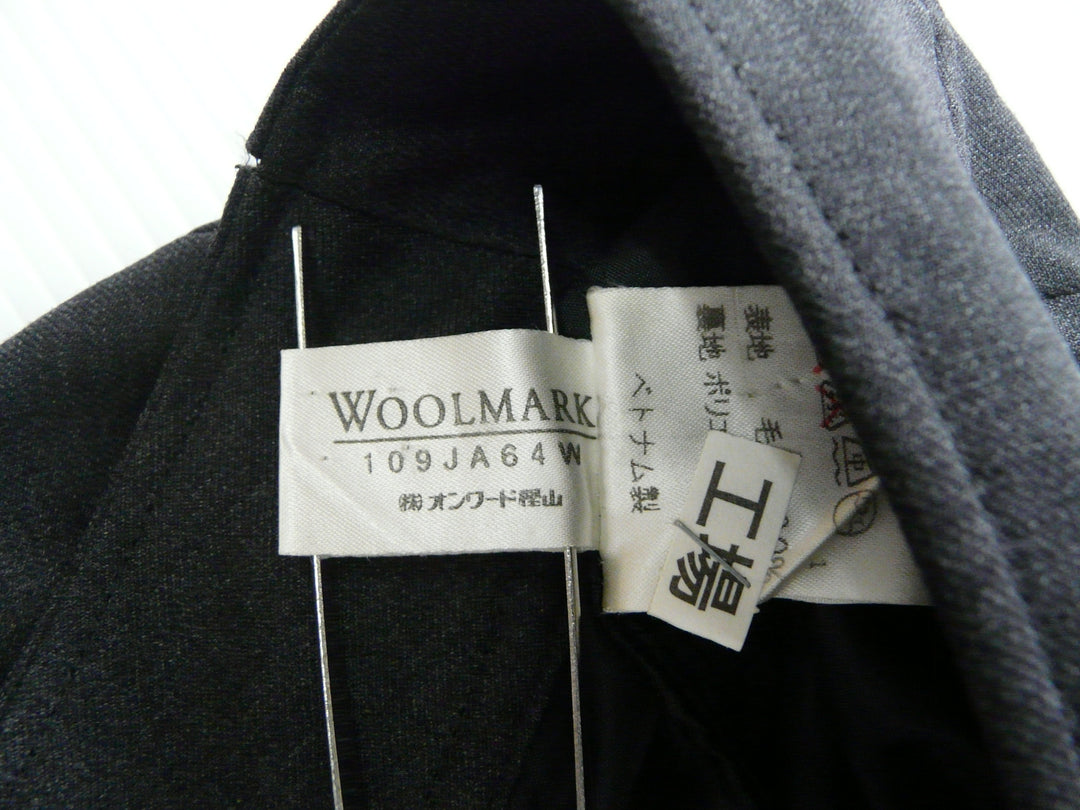 WOOLMARK
109JA64W
㈱オンワード樫山
表地 毛
裏地 ポリエ
ベトナム製
工場